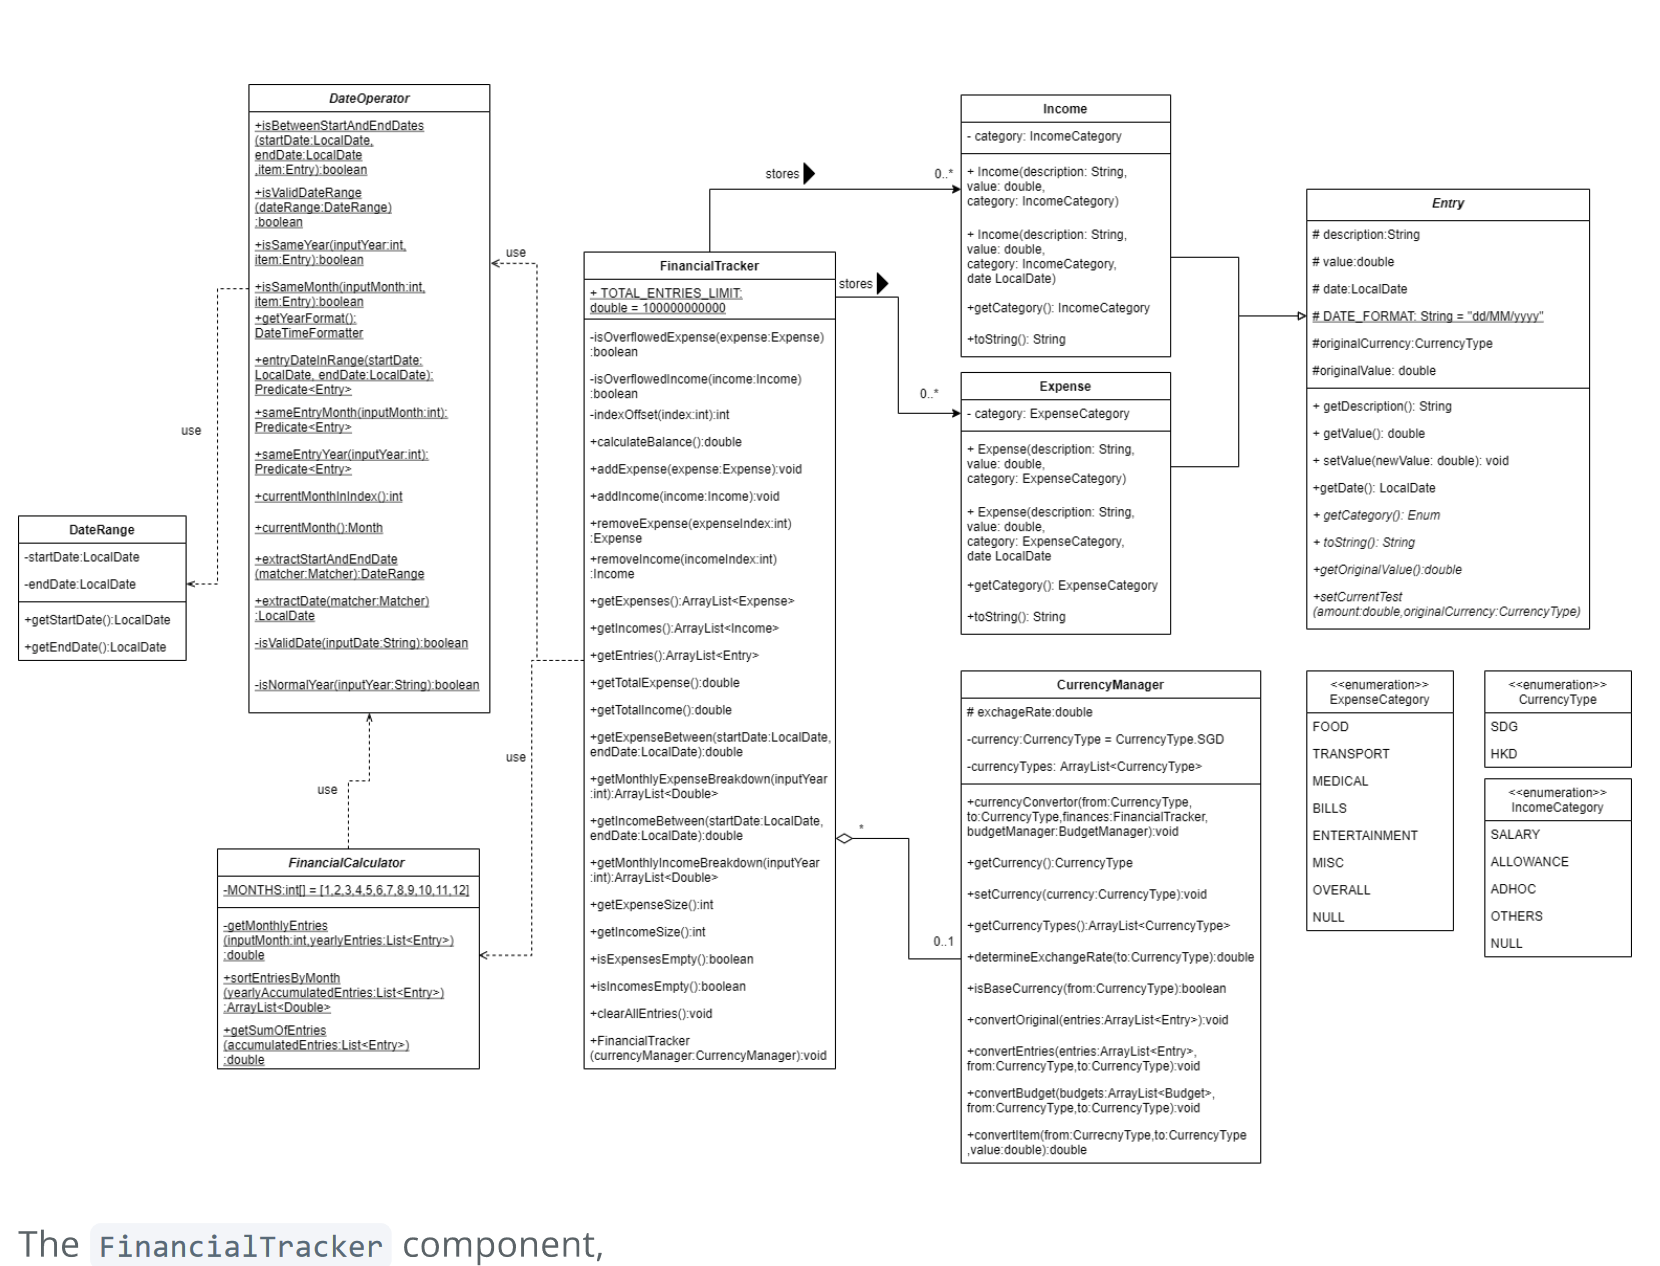 DateOperator
+isBetweenStartAndEndDates
(startDate:LocalDate,
endDate:LocalDate
,item:Entry):boolean
+isValidDateRange
(dateRange:DateRange)
:boolean
+isSameYear(inputYear:int,
item:Entry):boolean
+isSameMonth(inputMonth:int,
item:Entry):boolean
+getYearFormat():
DateTimeFormatter
+entryDateInRange(startDate:
LocalDate, endDate:LocalDate):
Predicate<Entry>
+sameEntryMonth(inputMonth:int):
Predicate<Entry>
+sameEntryYear(inputYear:int):
Predicate<Entry>
+currentMonthInIndex():int
+currentMonth():Month
+extractStartAndEndDate
(matcher:Matcher):DateRange
+extractDate(matcher:Matcher)
:LocalDate
-isValidDate(inputDate:String):boolean
-isNormalYear(inputYear:String):boolean
use
DateRange
-startDate:LocalDate
-endDate:LocalDate
+getStartDate():LocalDate
+getEndDate():LocalDate
use
FinancialCalculator
-MONTHS:int[] = [1,2,3,4,5,6,7,8,9,10,11,12]
-getMonthlyEntries
(inputMonth:int,yearlyEntries:List<Entry>)
:double
+sortEntriesByMonth
(yearlyAccumulatedEntries:List<Entry>)
:ArrayList<Double>
+getSumOfEntries
(accumulatedEntries:List<Entry>)
:double
use
use
FinancialTracker
+ TOTAL_ENTRIES_LIMIT:
double = 100000000000
-isOverflowedExpense(expense:Expense)
:boolean
-isOverflowedIncome(income:Income)
:boolean
-indexOffset(index:int):int
+calculateBalance():double
+addExpense(expense:Expense):void
+addIncome(income:Income):void
+removeExpense(expenseIndex:int)
:Expense
+removeIncome(incomeIndex:int)
:Income
+getExpenses():ArrayList<Expense>
+getIncomes():ArrayList<Income>
+getEntries():ArrayList<Entry>
+getTotalExpense():double
+getTotalIncome():double
+getExpenseBetween(startDate:LocalDate,
endDate:LocalDate):double
+getMonthlyExpenseBreakdown(inputYear
:int):ArrayList<Double>
+getIncomeBetween(startDate:LocalDate,
endDate:LocalDate):double
+getMonthlyIncomeBreakdown(inputYear
:int):ArrayList<Double>
+getExpenseSize():int
+getIncomeSize():int
+isExpensesEmpty():boolean
+isIncomesEmpty():boolean
+clearAllEntries():void
+FinancialTracker
(currencyManager:CurrencyManager):void
stores
0..*
stores
0..*
*
0..1
Income
- category: IncomeCategory
+ Income(description: String,
value: double,
category: IncomeCategory)
+ Income(description: String,
value: double,
category: IncomeCategory,
date LocalDate)
+getCategory(): IncomeCategory
+toString(): String
Expense
- category: ExpenseCategory
+ Expense(description: String,
value: double,
category: ExpenseCategory)
+ Expense(description: String,
value: double,
category: ExpenseCategory,
date LocalDate
+getCategory(): ExpenseCategory
+toString(): String
CurrencyManager
# exchageRate:double
-currency:CurrencyType = CurrencyType.SGD
-currencyTypes: ArrayList<CurrencyType>
+currencyConvertor(from:CurrencyType,
to:CurrencyType,finances:FinancialTracker,
budgetManager:BudgetManager):void
+getCurrency():CurrencyType
+setCurrency(currency:CurrencyType):void
+getCurrencyTypes():ArrayList<CurrencyType>
+determineExchangeRate(to:CurrencyType):double
+isBaseCurrency(from:CurrencyType):boolean
+convertOriginal(entries:ArrayList<Entry>):void
+convertEntries(entries:ArrayList<Entry>,
from:CurrencyType,to:CurrencyType):void
+convertBudget(budgets:ArrayList<Budget>,
from:CurrencyType,to:CurrencyType):void
+convertItem(from:CurrecnyType,to:CurrencyType
,value:double):double
Entry
# description:String
# value:double
# date:LocalDate
# DATE_FORMAT: String = "dd/MM/yyyy"
#originalCurrency:CurrencyType
#originalValue: double
+ getDescription(): String
+ getValue(): double
+ setValue(newValue: double): void
+getDate(): LocalDate
+ getCategory(): Enum
+ toString(): String
+getOriginalValue():double
+setCurrentTest
(amount:double,originalCurrency:CurrencyType)
<<enumeration>>
ExpenseCategory
FOOD
TRANSPORT
MEDICAL
BILLS
ENTERTAINMENT
MISC
OVERALL
NULL
<<enumeration>>
CurrencyType
SDG
HKD
<<enumeration>>
IncomeCategory
SALARY
ALLOWANCE
ADHOC
OTHERS
NULL
The FinancialTracker component,